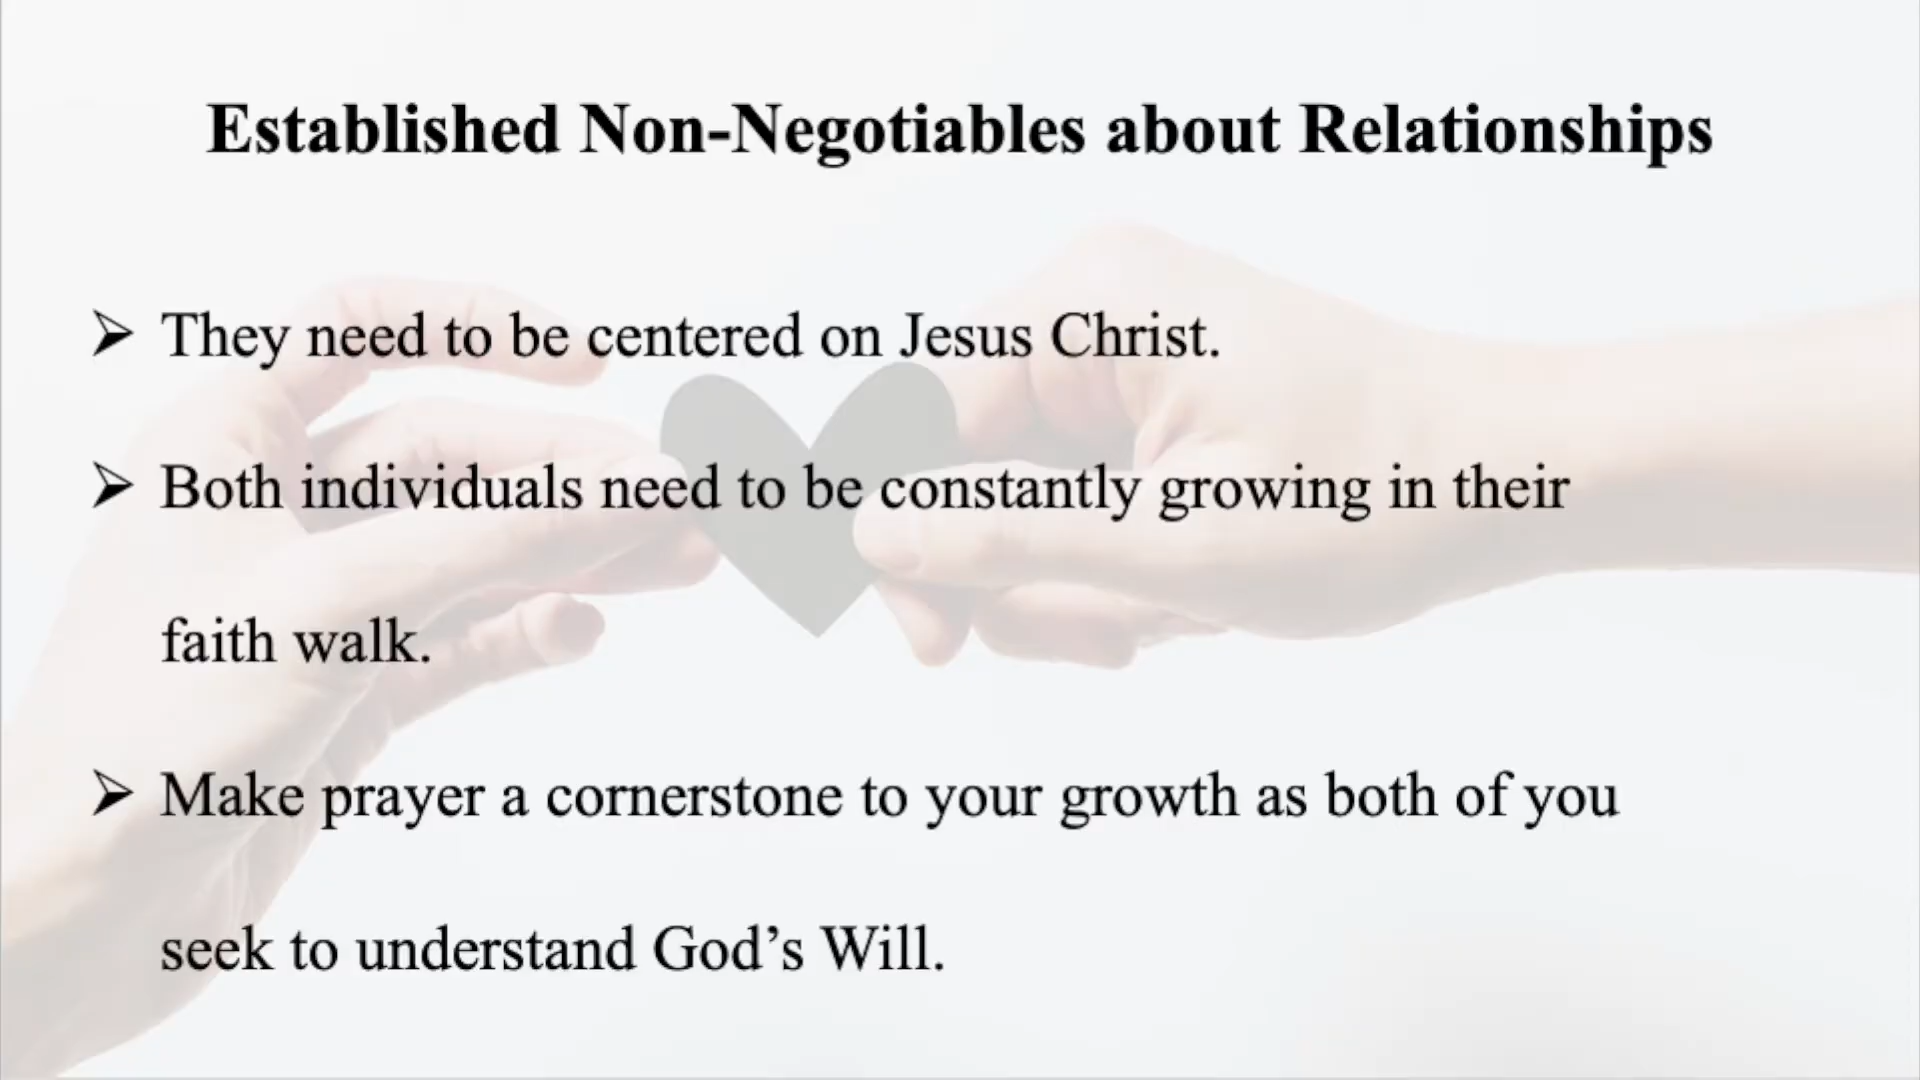 Established Non-Negotiables about Relationships
➢ They need to be centered on Jesus Christ.
➢ Both individuals need to be constantly growing in their
faith walk.
➢ Make prayer a cornerstone to your growth as both of you
seek to understand God’s Will.